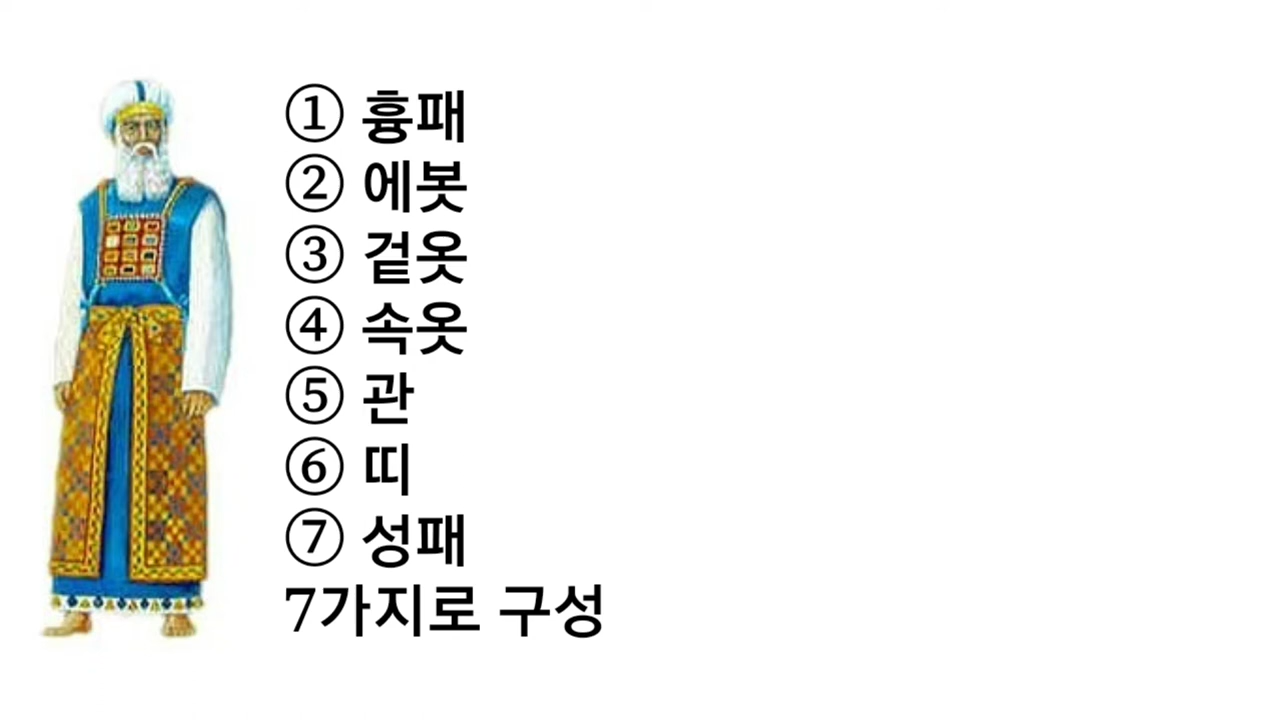 ① 흉패
② 에봇
③ 겉옷
④ 속옷
⑤ 관
⑥ 띠
⑦ 성패
7가지로 구성